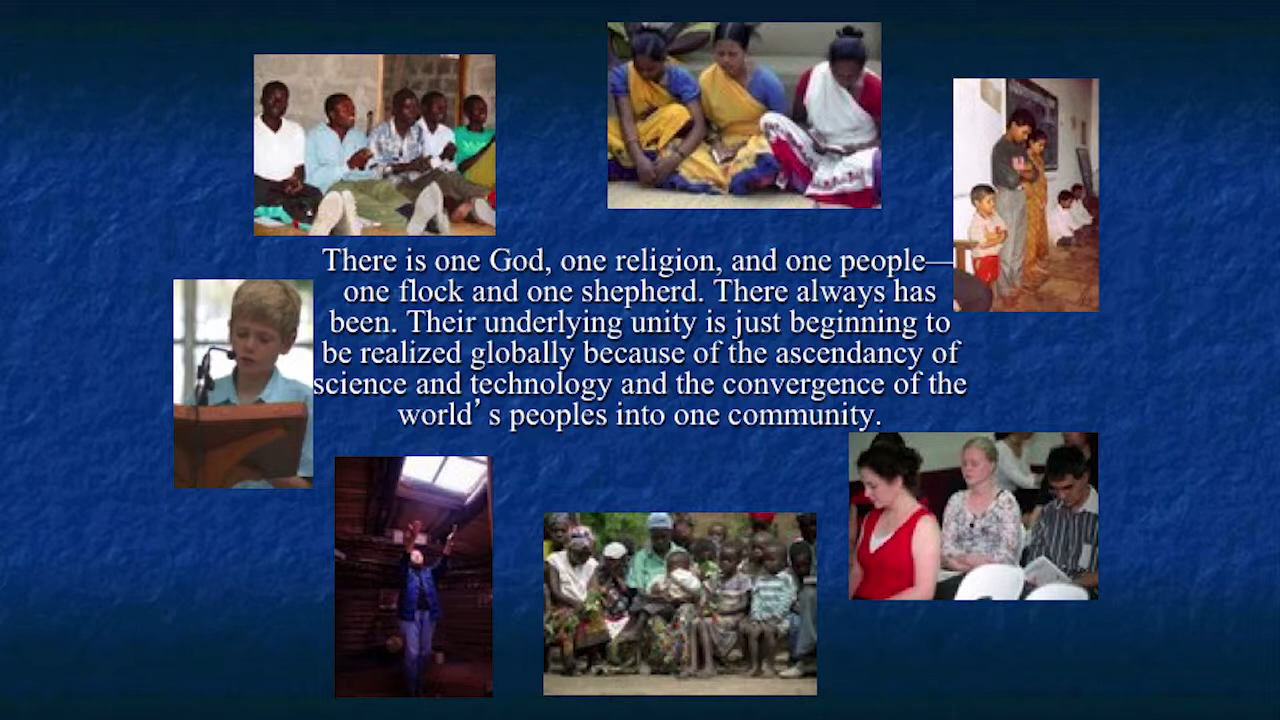 There is one God, one religion, and one people—
one flock and one shepherd. There always has
been. Their underlying unity is just beginning to
be realized globally because of the ascendancy of
science and technology and the convergence of the
world’s peoples into one community.